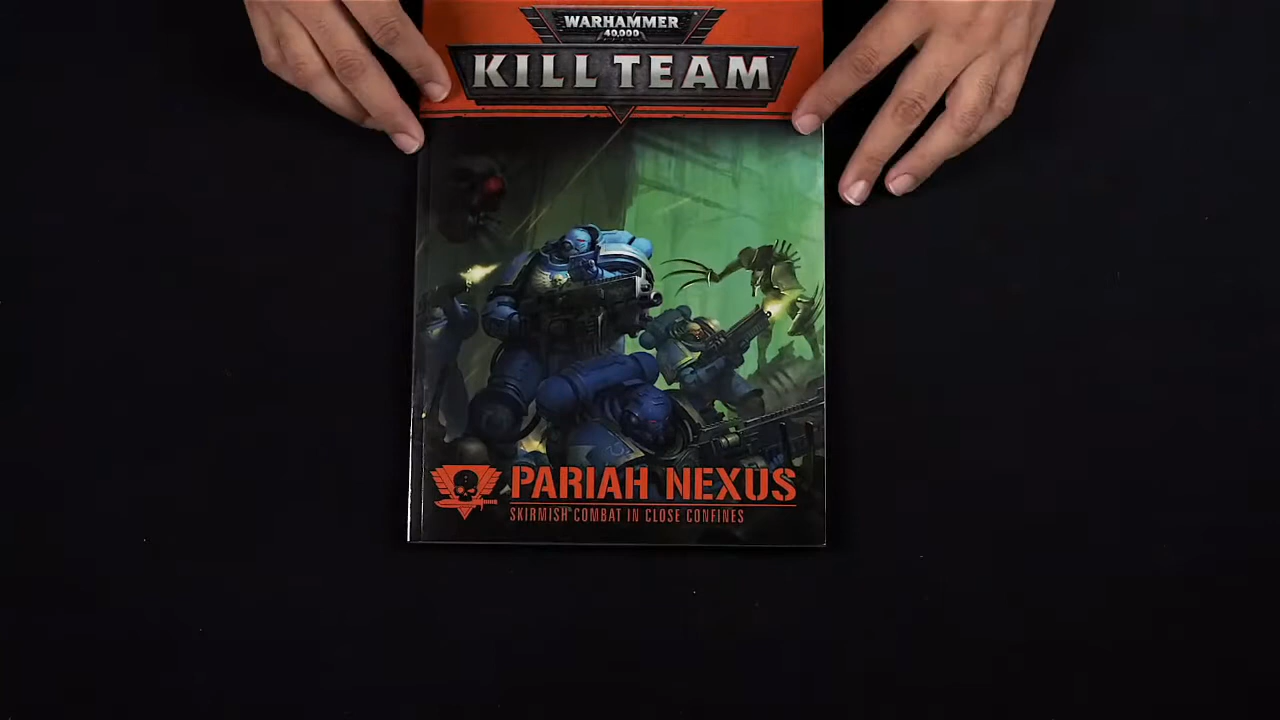 WARHAMMER
40,000
KILL TEAM
PARIAH NEXUS
SKIRMISH COMBAT IN CLOSE CONFINES